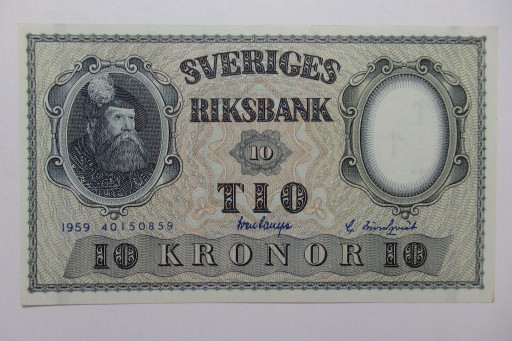 SVERIGES
RIKSBANK
10
TIO
1959 40150859
10 KRONOR 10